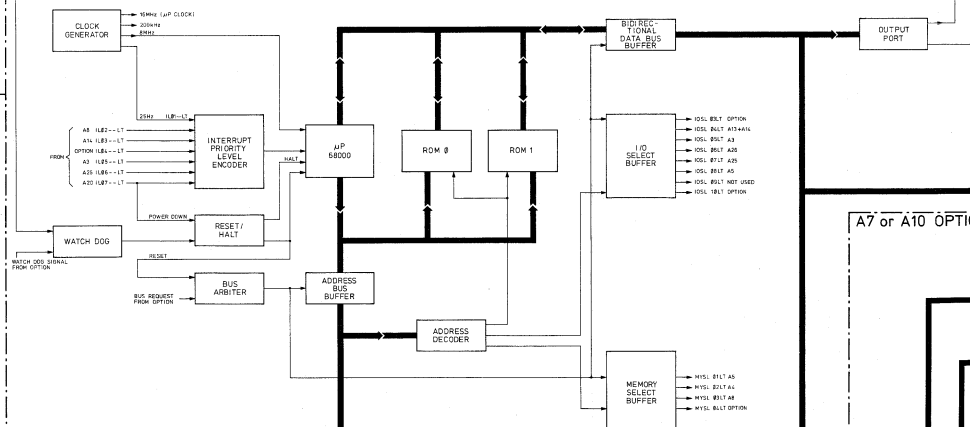 16MHz (µP CLOCK)
200kHz
8MHz
CLOCK
GENERATOR
BIDIREC-
TIONAL
DATA BUS
BUFFER
OUTPUT
PORT
25Hz IL01--LT
A8 IL02--LT
A14 IL03--LT
OPTION IL04--LT
A3 IL05--LT
A25 IL06--LT
A20 IL07--LT
FROM
INTERRUPT
PRIORITY
LEVEL
ENCODER
HALT
µP
68000
ROM 0
ROM 1
I/O
SELECT
BUFFER
IOSL 03LT OPTION
IOSL 04LT A13+A14
IOSL 05LT A3
IOSL 06LT A26
IOSL 07LT A25
IOSL 08LT A5
IOSL 09LT NOT USED
IOSL 10LT OPTION
POWER DOWN
RESET/
HALT
WATCH DOG
WATCH DOG SIGNAL
FROM OPTION
RESET
A7 or A10 OPTIO
BUS
ARBITER
BUS REQUEST
FROM OPTION
ADDRESS
BUS
BUFFER
ADDRESS
DECODER
MEMORY
SELECT
BUFFER
MYSL 01LT A5
MYSL 02LT A4
MYSL 03LT A8
MYSL 04LT OPTION